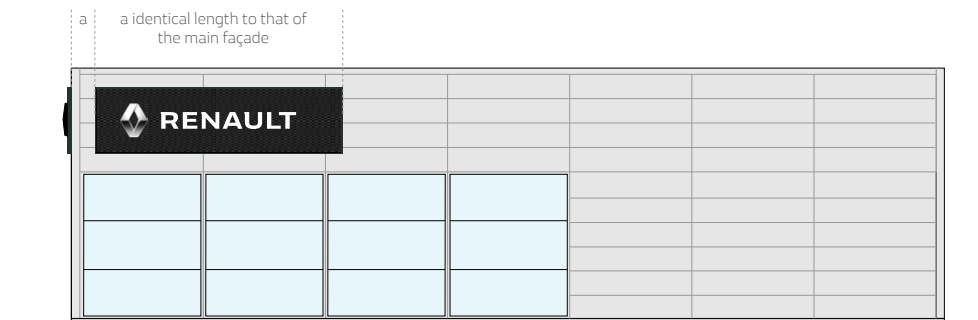 a
a identical length to that of
the main façade
RENAULT